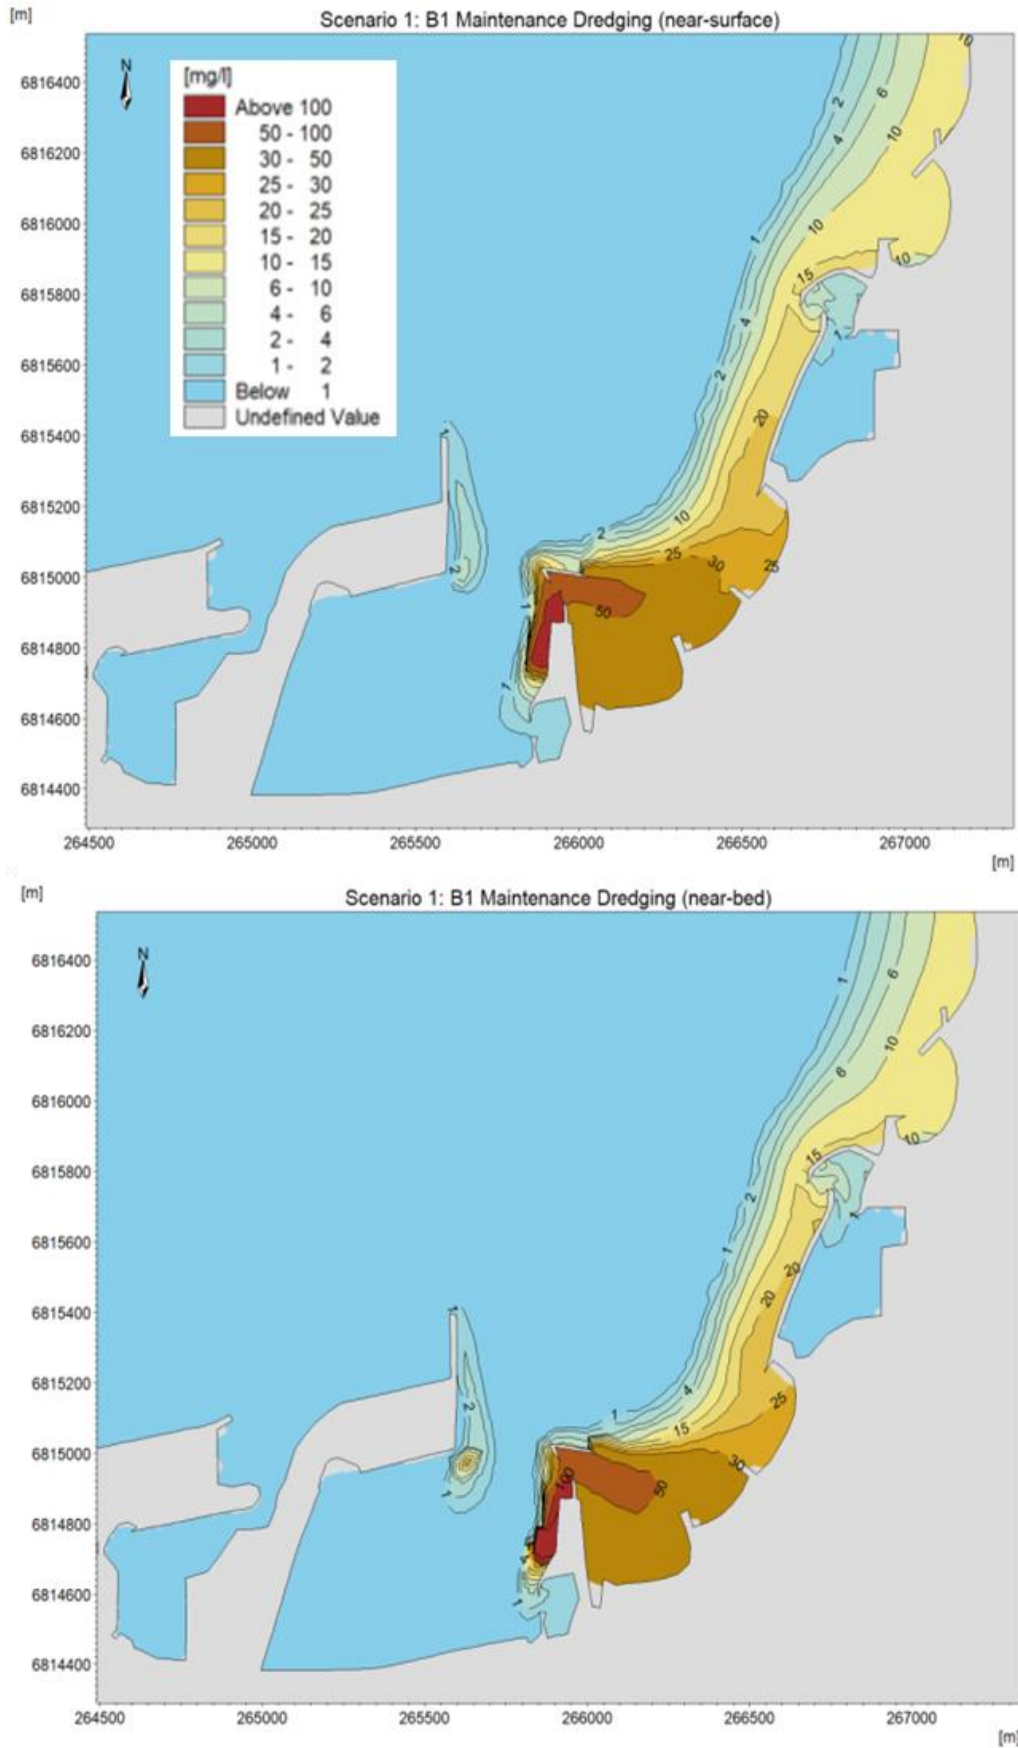 [m]
Scenario 1: B1 Maintenance Dredging (near-surface)
N
[mg/l]
Above 100
50 - 100
30 - 50
25 - 30
20 - 25
15 - 20
10 - 15
6 - 10
4 - 6
2 - 4
1 - 2
Below 1
Undefined Value
6816400
6816200
6816000
6815800
6815600
6815400
6815200
6815000
6814800
6814600
6814400
10
2
6
4
10
10
1
10
15
4
1
2
20
1
10
2
25
30
25
2
50
1
1
264500 265000 265500 266000 266500 267000
[m]
[m]
Scenario 1: B1 Maintenance Dredging (near-bed)
N
6816400
6816200
6816000
6815800
6815600
6815400
6815200
6815000
6814800
6814600
6814400
1
6
10
6
10
15
2
1
1
20
20
1
4
25
2
1
15
30
100
50
1
4
1
264500 265000 265500 266000 266500 267000
[m]